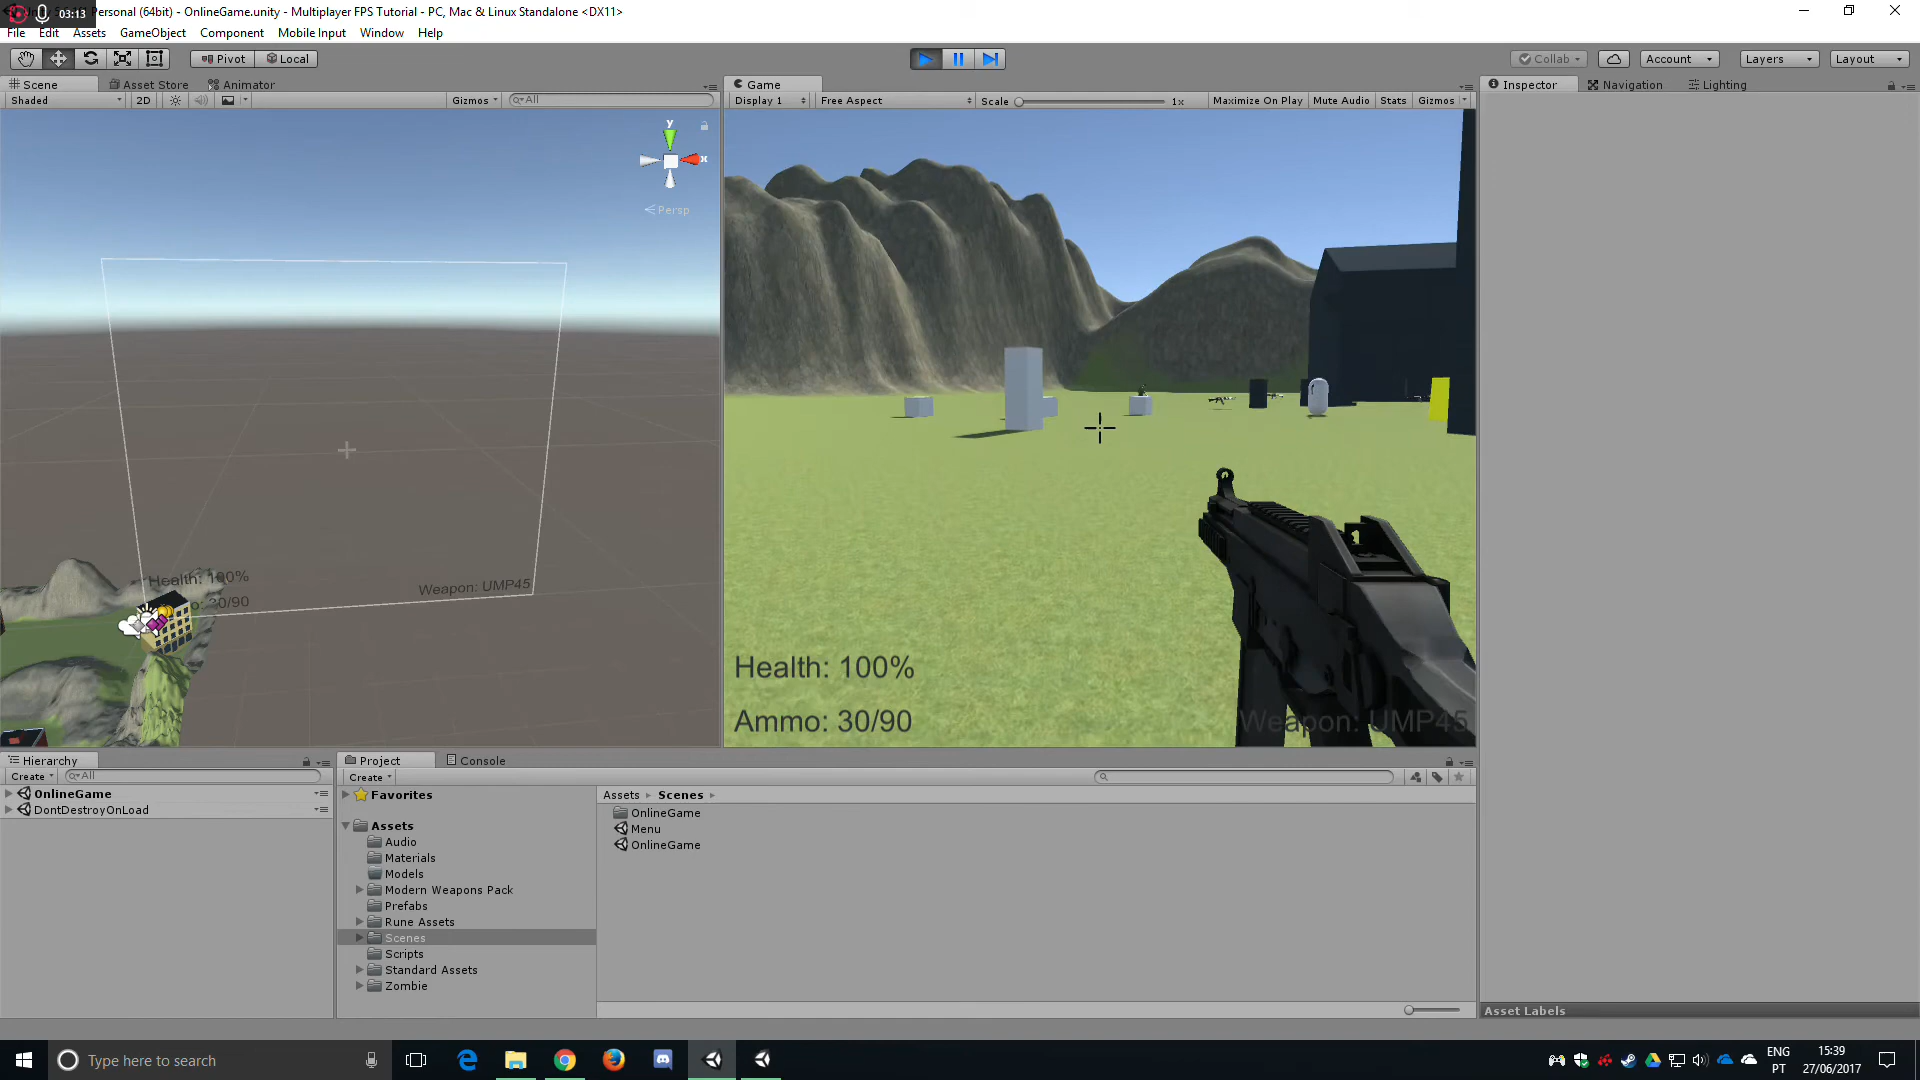 03:13
Personal (64bit) - OnlineGame.unity - Multiplayer FPS Tutorial - PC, Mac & Linux Standalone <DX11>
File Edit Assets GameObject Component Mobile Input Window Help
Pivot Local
Collab Account Layers Layout
Scene Asset Store Animator
Game
Inspector Navigation Lighting
Shaded 2D Gizmos All
Display 1 Free Aspect Scale 1x Maximize On Play Mute Audio Stats Gizmos
y
x
Persp
Health: 100%
Weapon: UMP45
30/90
Health: 100%
Ammo: 30/90
Weapon: UMP45
Hierarchy
Create All
OnlineGame
DontDestroyOnLoad
Project Console
Create
Favorites
Assets
Audio
Materials
Models
Modern Weapons Pack
Prefabs
Rune Assets
Scenes
Scripts
Standard Assets
Zombie
Assets Scenes
OnlineGame
Menu
OnlineGame
Asset Labels
Type here to search
ENG
PT
15:39
27/06/2017